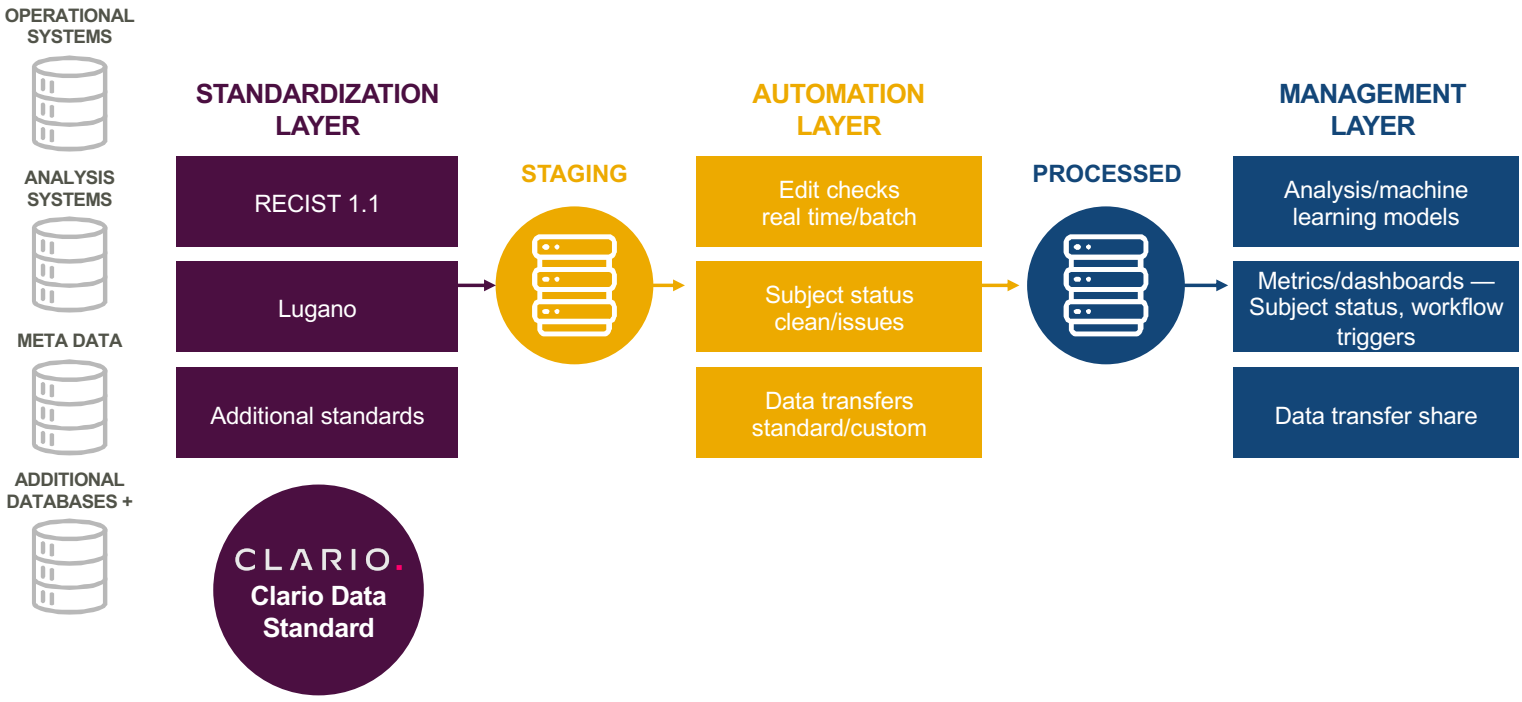 OPERATIONAL
SYSTEMS
ANALYSIS
SYSTEMS
META DATA
ADDITIONAL
DATABASES +
STANDARDIZATION
LAYER
RECIST 1.1
Lugano
Additional standards
CLARIO.
Clario Data
Standard
STAGING
AUTOMATION
LAYER
Edit checks
real time/batch
Subject status
clean/issues
Data transfers
standard/custom
PROCESSED
MANAGEMENT
LAYER
Analysis/machine
learning models
Metrics/dashboards —
Subject status, workflow
triggers
Data transfer share